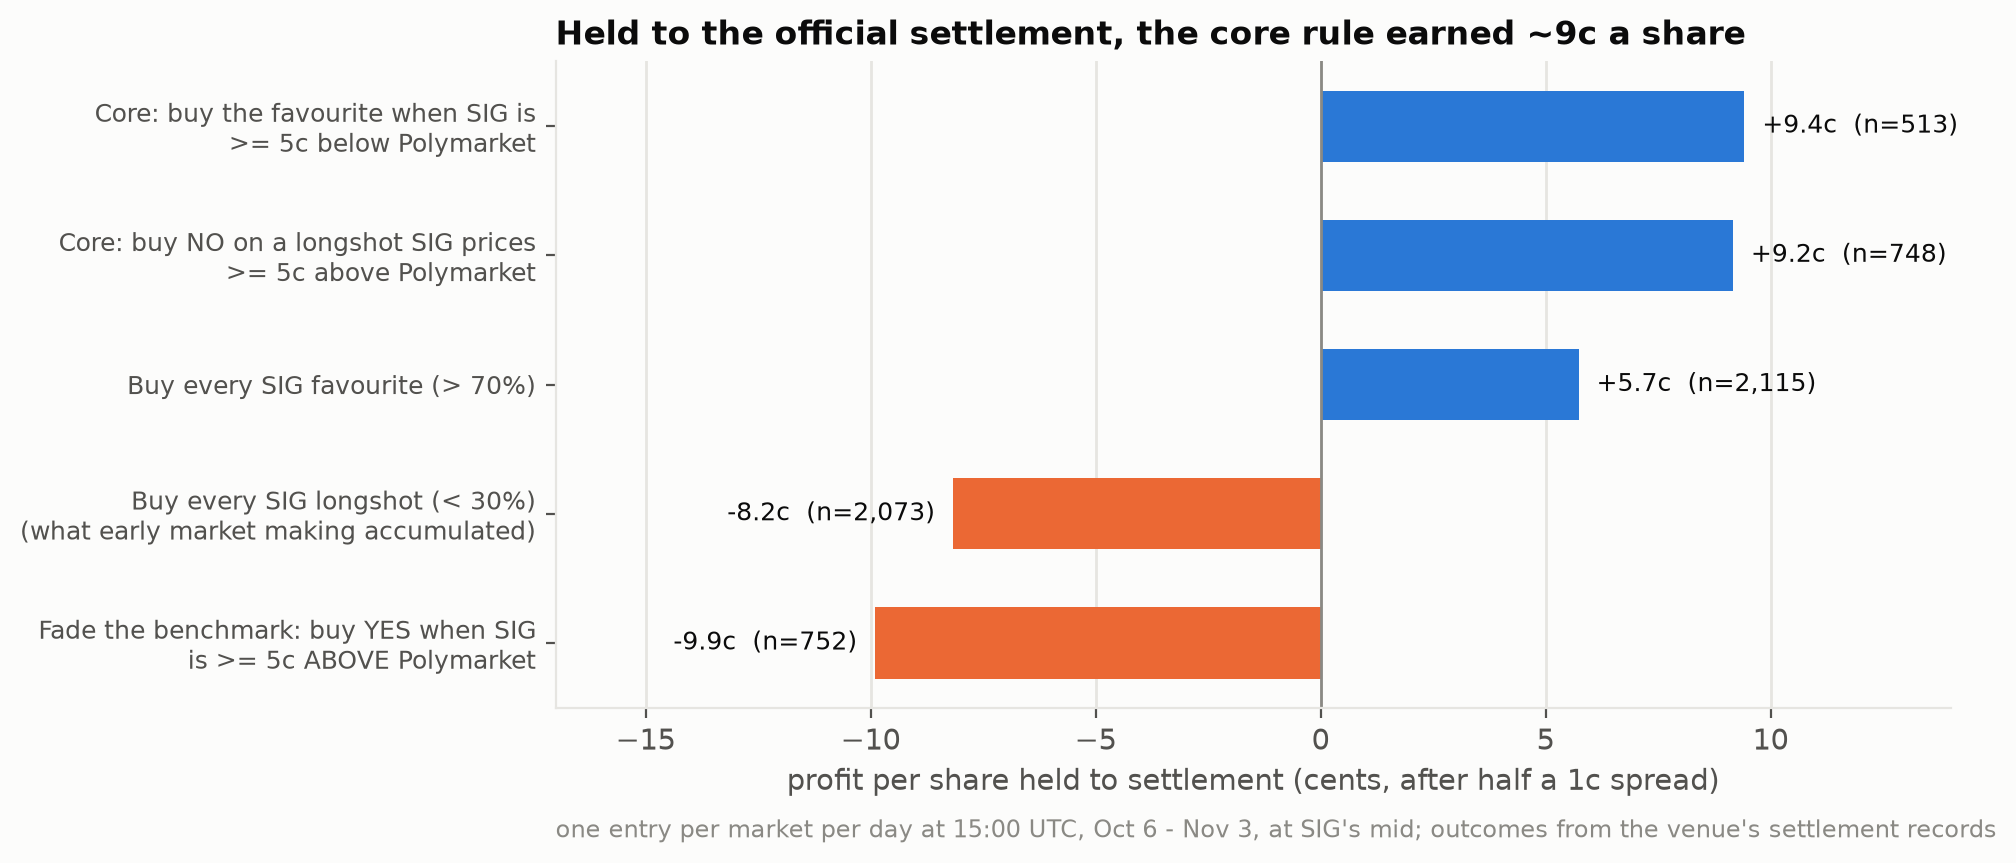 Held to the official settlement, the core rule earned ~9c a share
Core: buy the favourite when SIG is
>= 5c below Polymarket
+9.4c (n=513)
Core: buy NO on a longshot SIG prices
>= 5c above Polymarket
+9.2c (n=748)
Buy every SIG favourite (> 70%)
+5.7c (n=2,115)
Buy every SIG longshot (< 30%)
(what early market making accumulated)
-8.2c (n=2,073)
Fade the benchmark: buy YES when SIG
is >= 5c ABOVE Polymarket
-9.9c (n=752)
−15 −10 −5 0 5 10
profit per share held to settlement (cents, after half a 1c spread)
one entry per market per day at 15:00 UTC, Oct 6 - Nov 3, at SIG's mid; outcomes from the venue's settlement records